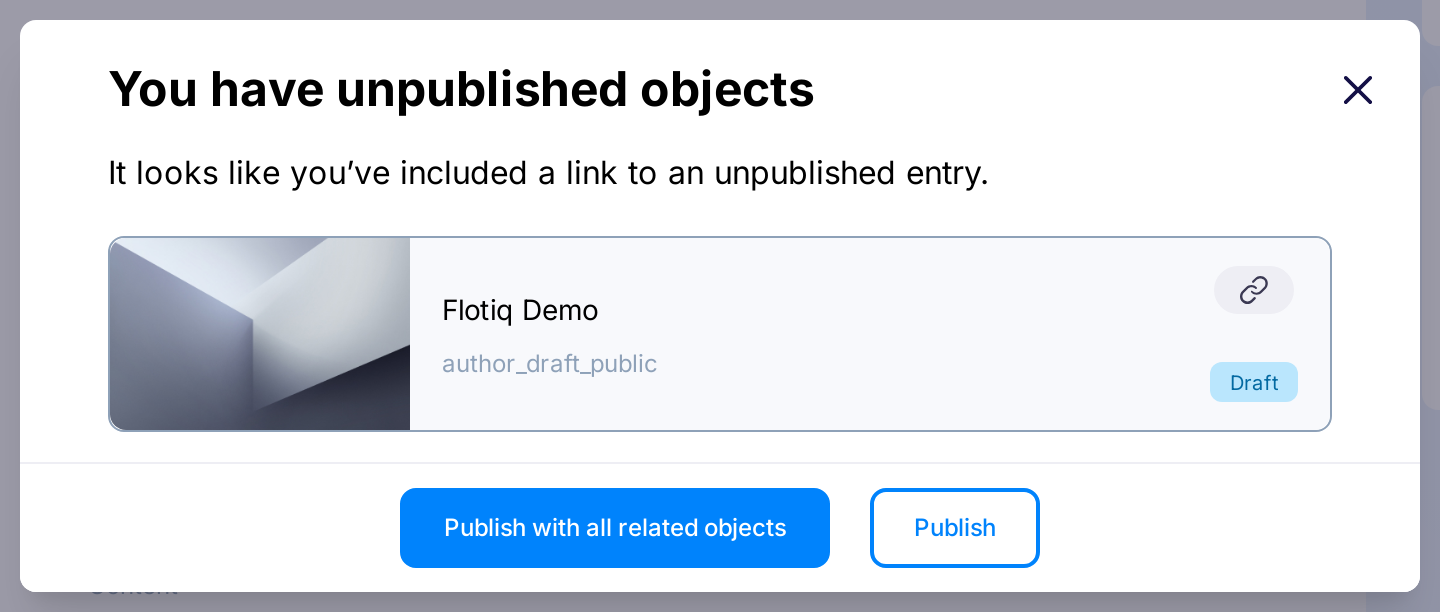 You have unpublished objects
It looks like you’ve included a link to an unpublished entry.
Flotiq Demo
author_draft_public
Draft
Publish with all related objects
Publish